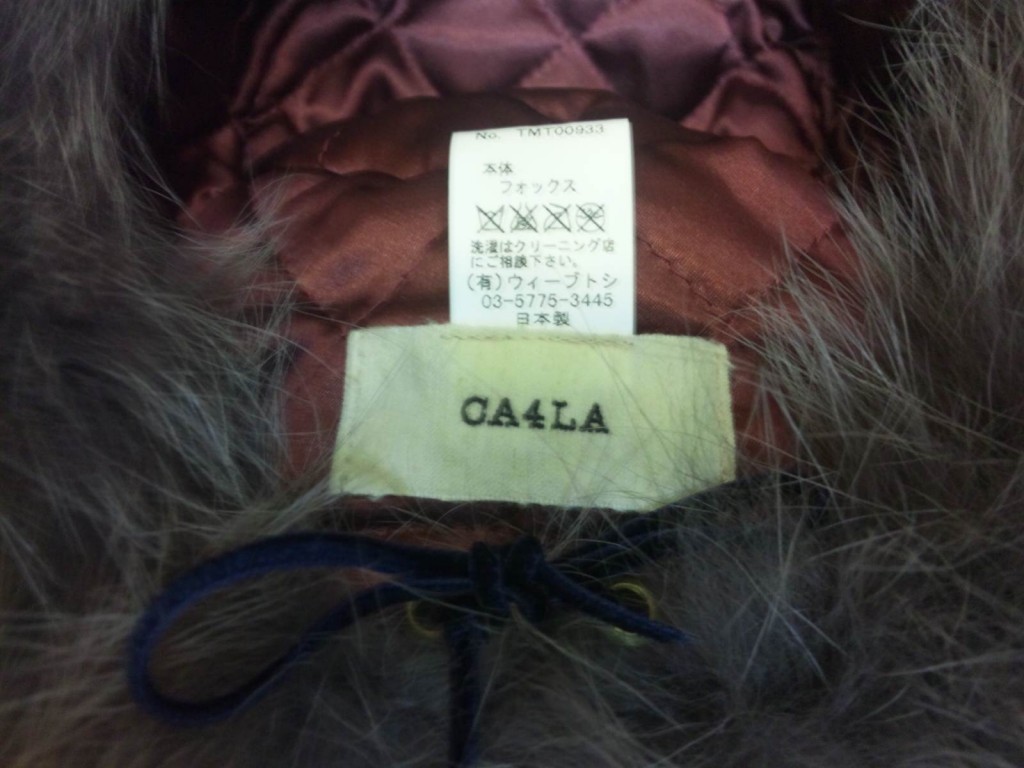 No. TMT00933
本体
フォックス
洗濯はクリーニング店
にご相談下さい。
(有)ウィーブトシ
03-5775-3445
日本製
CA4LA